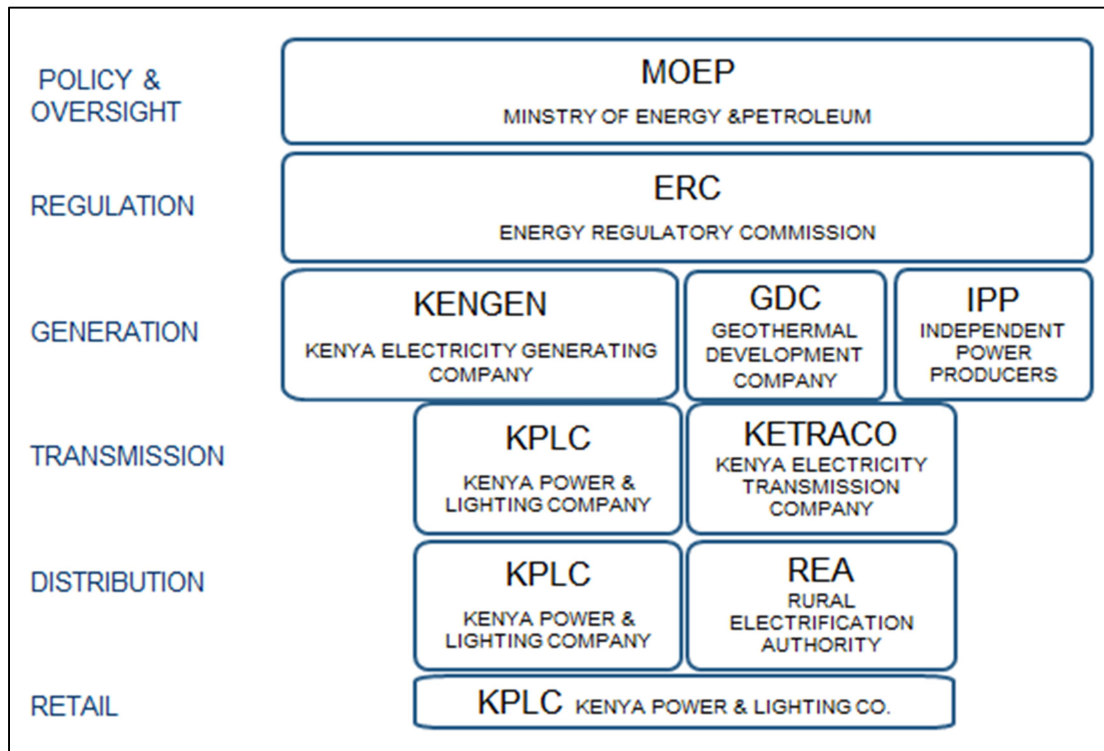 POLICY &
OVERSIGHT
MOEP
MINSTRY OF ENERGY &PETROLEUM
REGULATION
ERC
ENERGY REGULATORY COMMISSION
GENERATION
KENGEN
KENYA ELECTRICITY GENERATING
COMPANY
GDC
GEOTHERMAL
DEVELOPMENT
COMPANY
IPP
INDEPENDENT
POWER
PRODUCERS
TRANSMISSION
KPLC
KENYA POWER &
LIGHTING COMPANY
KETRACO
KENYA ELECTRICITY
TRANSMISSION
COMPANY
DISTRIBUTION
KPLC
KENYA POWER &
LIGHTING COMPANY
REA
RURAL
ELECTRIFICATION
AUTHORITY
RETAIL
KPLC KENYA POWER & LIGHTING CO.